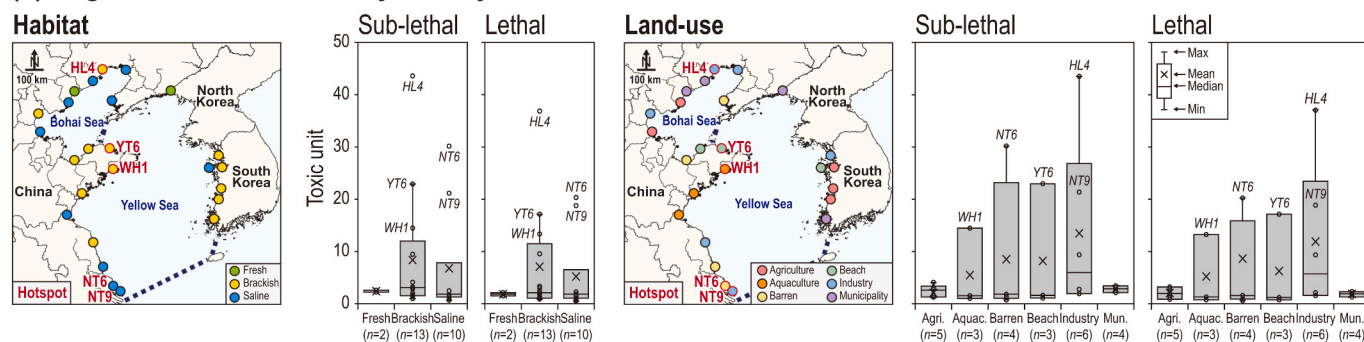 Habitat
Sub-lethal
Lethal
Land-use
Sub-lethal
Lethal
N
100 km
HL4
North
Korea
Bohai Sea
YT6
WH1
China
South
Korea
Yellow Sea
NT6
NT9
Hotspot
Fresh
Brackish
Saline
Toxic unit
50
40
30
20
10
0
HL4
YT6
WH1
NT6
NT9
Fresh Brackish Saline
(n=2) (n=13) (n=10)
HL4
YT6
WH1
NT6
NT9
Fresh Brackish Saline
(n=2) (n=13) (n=10)
N
100 km
HL4
North
Korea
Bohai Sea
YT6
WH1
China
South
Korea
Yellow Sea
NT6
NT9
Hotspot
Agriculture
Aquaculture
Barren
Beach
Industry
Municipality
WH1
NT6
YT6
HL4
NT9
Agri. Aquac. Barren Beach Industry Mun.
(n=5) (n=3) (n=4) (n=3) (n=6) (n=4)
Max
Mean
Median
Min
WH1
NT6
YT6
HL4
NT9
Agri. Aquac. Barren Beach Industry Mun.
(n=5) (n=3) (n=4) (n=3) (n=6) (n=4)